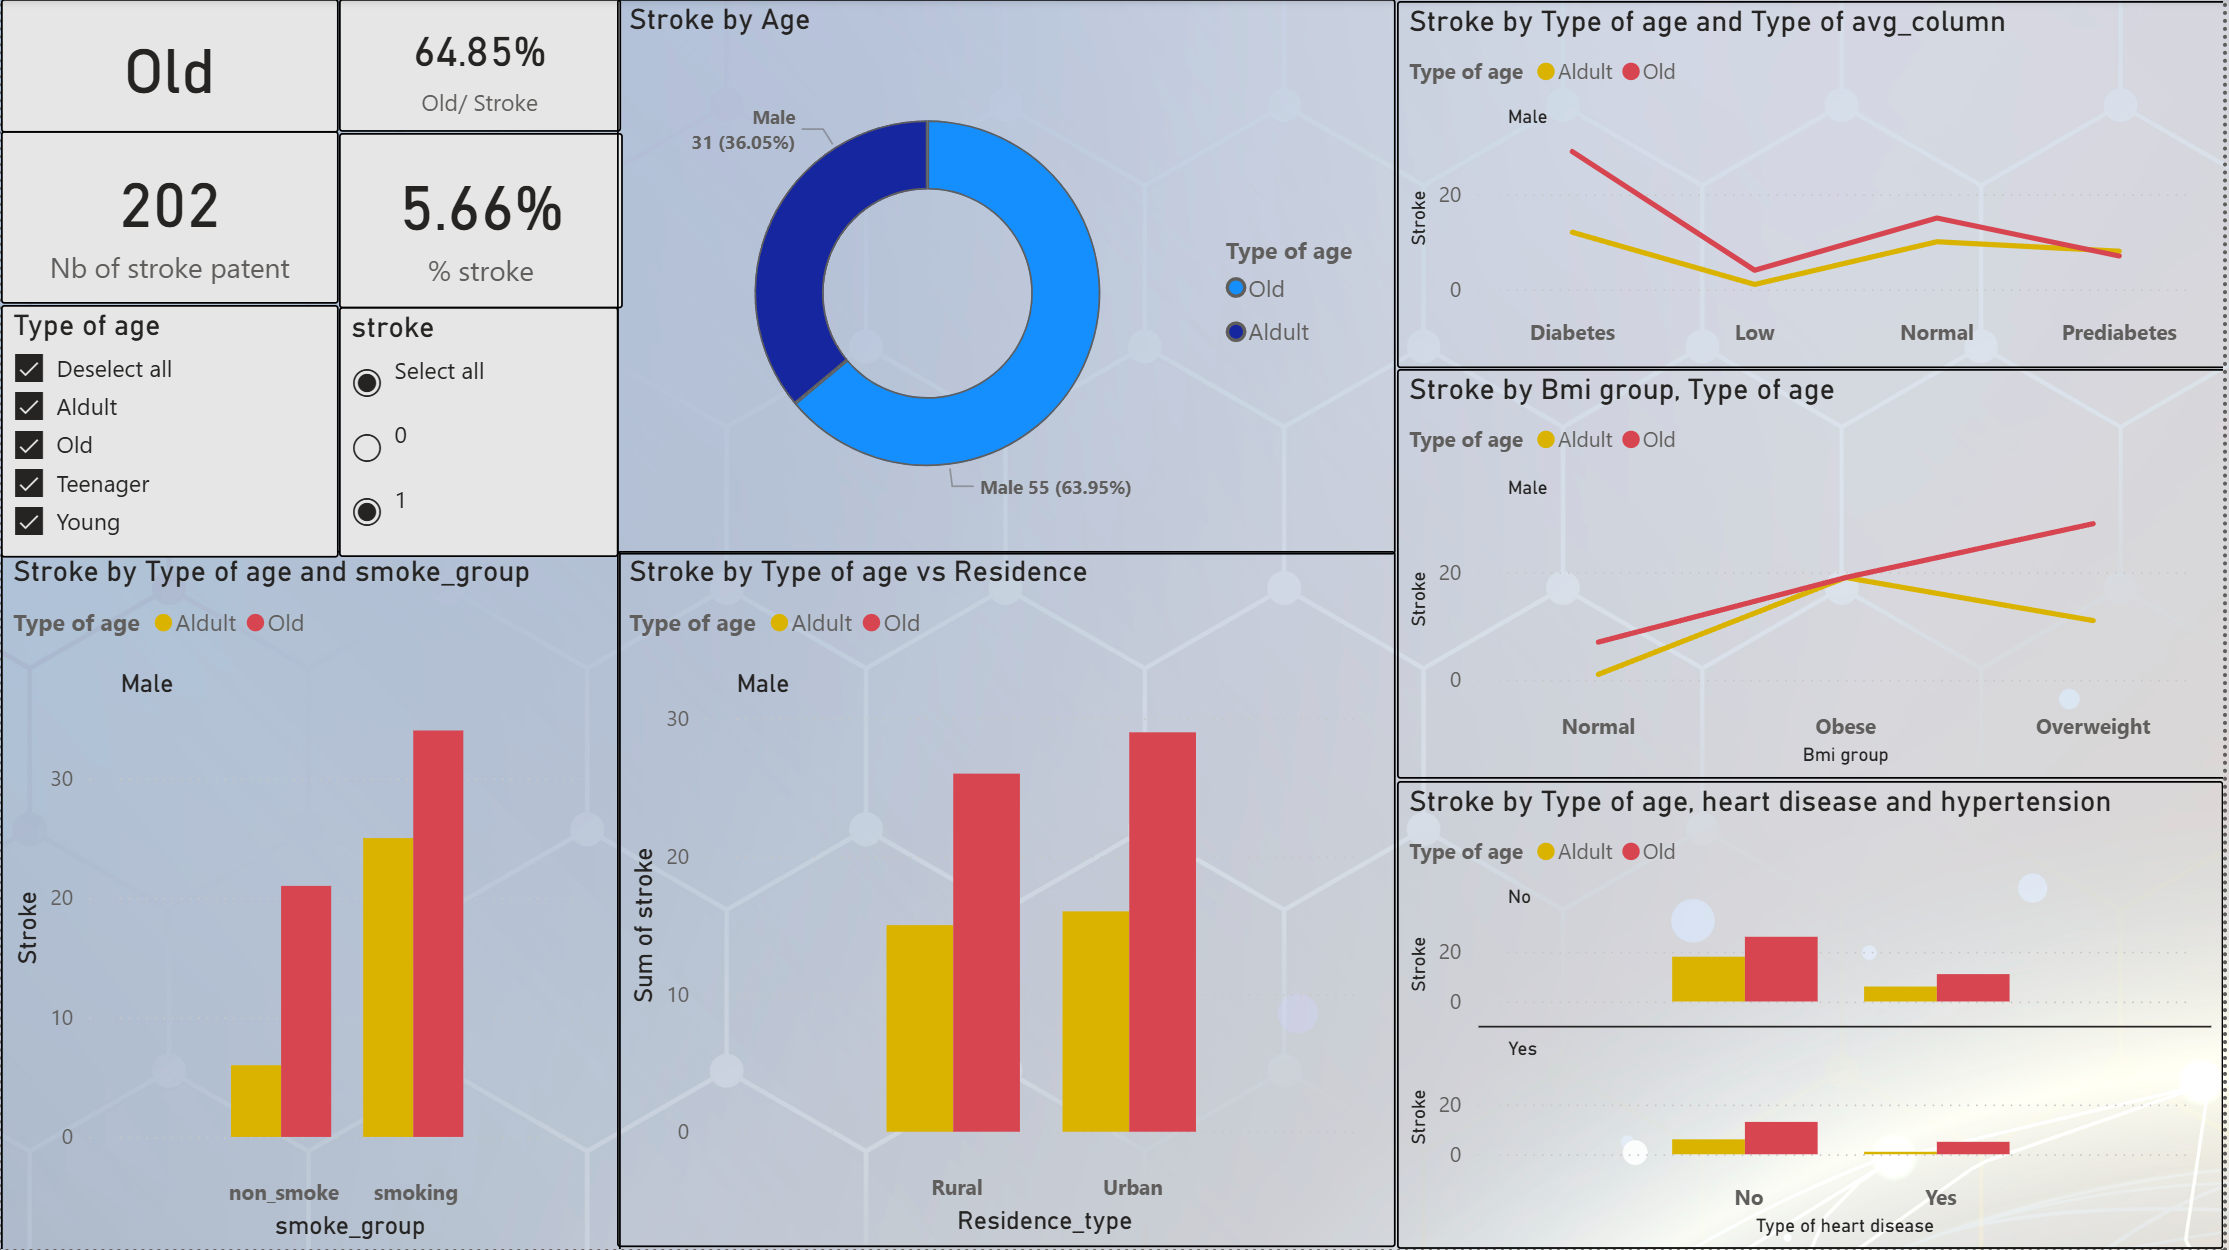 Old
64.85%
Old/ Stroke
202
Nb of stroke patent
5.66%
% stroke
Type of age
Deselect all
Aldult
Old
Teenager
Young
stroke
Select all
0
1
Stroke by Age
Male
31 (36.05%)
Male 55 (63.95%)
Type of age
Old
Aldult
Stroke by Type of age and smoke_group
Type of age Aldult Old
Male
Stroke
30
20
10
0
non_smoke smoking
smoke_group
Stroke by Type of age vs Residence
Type of age Aldult Old
Male
Sum of stroke
30
20
10
0
Rural Urban
Residence_type
Stroke by Type of age and Type of avg_column
Type of age Aldult Old
Male
Stroke
20
0
Diabetes Low Normal Prediabetes
Stroke by Bmi group, Type of age
Type of age Aldult Old
Male
Stroke
20
0
Normal Obese Overweight
Bmi group
Stroke by Type of age, heart disease and hypertension
Type of age Aldult Old
No
Stroke
20
0
Yes
Stroke
20
0
No Yes
Type of heart disease